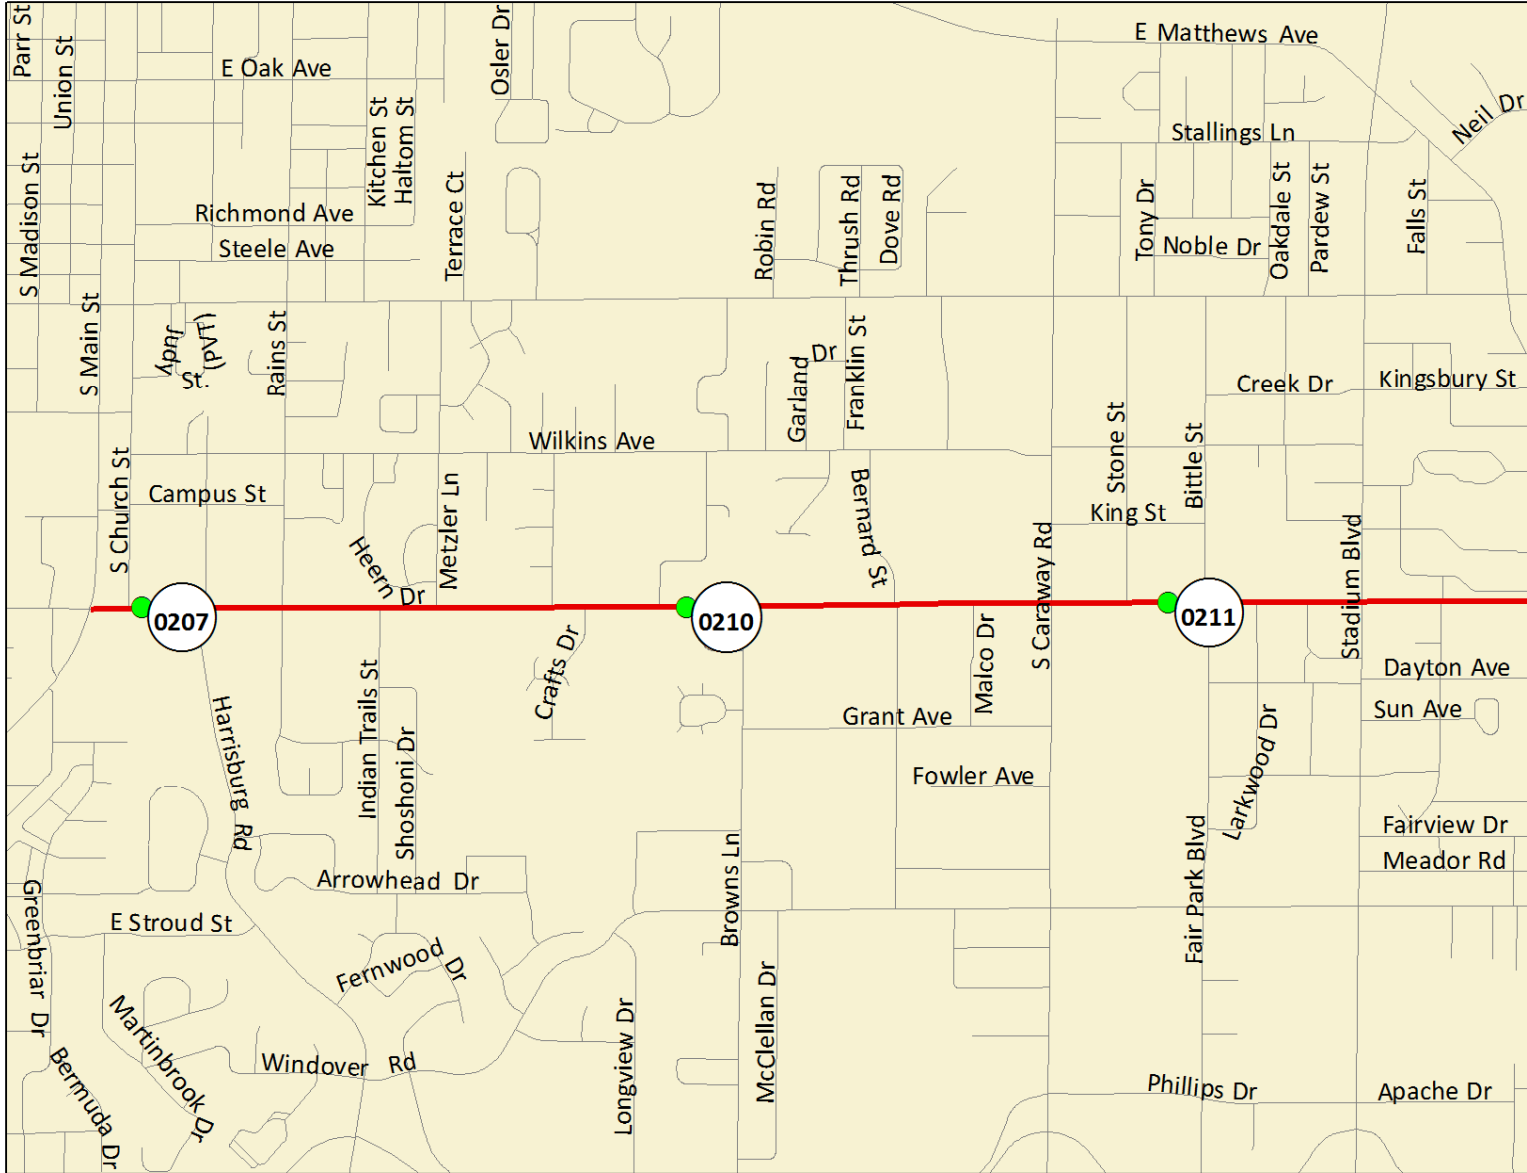 Parr St
Union St
E Oak Ave
Osler Dr
E Matthews Ave
Kitchen St
Haltom St
Stallings Ln
Neil Dr
S Madison St
Richmond Ave
Steele Ave
Terrace Ct
Robin Rd
Thrush Rd
Dove Rd
Tony Dr
Noble Dr
Oakdale St
Pardew St
Falls St
S Main St
Judy
St.
(PVT)
Rains St
Garland Dr
Franklin St
Creek Dr
Kingsbury St
Wilkins Ave
Stone St
Bittle St
S Church St
Campus St
Heern Dr
Metzler Ln
Bernard St
King St
S Caraway Rd
Stadium Blvd
0207
0210
0211
Harrisburg Rd
Indian Trails St
Shoshoni Dr
Crafts Dr
Malco Dr
Grant Ave
Fowler Ave
Dayton Ave
Sun Ave
Larkwood Dr
Fair Park Blvd
Fairview Dr
Meador Rd
Browns Ln
Arrowhead Dr
Greenbriar Dr
E Stroud St
Fernwood Dr
Martinbrook Dr
Bermuda Dr
Windover Rd
Longview Dr
McClellan Dr
Phillips Dr
Apache Dr